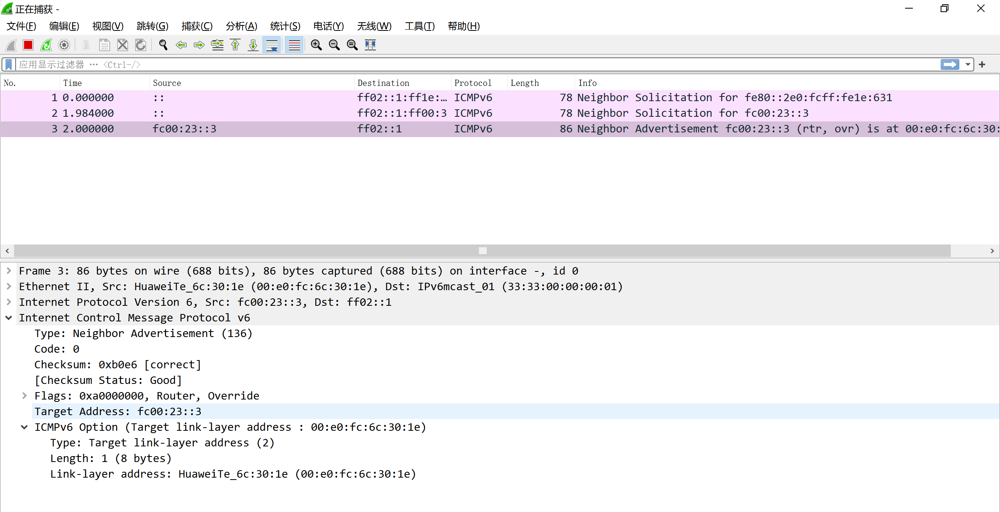 正在捕获 -
文件(F) 编辑(E) 视图(V) 跳转(G) 捕获(C) 分析(A) 统计(S) 电话(Y) 无线(W) 工具(T) 帮助(H)
应用显示过滤器 … <Ctrl-/>
No. Time Source Destination Protocol Length Info
1 0.000000 :: ff02::1:ff1e:… ICMPv6 78 Neighbor Solicitation for fe80::2e0:fcff:fe1e:631
2 1.984000 :: ff02::1:ff00:3 ICMPv6 78 Neighbor Solicitation for fc00:23::3
3 2.000000 fc00:23::3 ff02::1 ICMPv6 86 Neighbor Advertisement fc00:23::3 (rtr, ovr) is at 00:e0:fc:6c:30:
Frame 3: 86 bytes on wire (688 bits), 86 bytes captured (688 bits) on interface -, id 0
Ethernet II, Src: HuaweiTe_6c:30:1e (00:e0:fc:6c:30:1e), Dst: IPv6mcast_01 (33:33:00:00:00:01)
Internet Protocol Version 6, Src: fc00:23::3, Dst: ff02::1
Internet Control Message Protocol v6
Type: Neighbor Advertisement (136)
Code: 0
Checksum: 0xb0e6 [correct]
[Checksum Status: Good]
Flags: 0xa0000000, Router, Override
Target Address: fc00:23::3
ICMPv6 Option (Target link-layer address : 00:e0:fc:6c:30:1e)
Type: Target link-layer address (2)
Length: 1 (8 bytes)
Link-layer address: HuaweiTe_6c:30:1e (00:e0:fc:6c:30:1e)